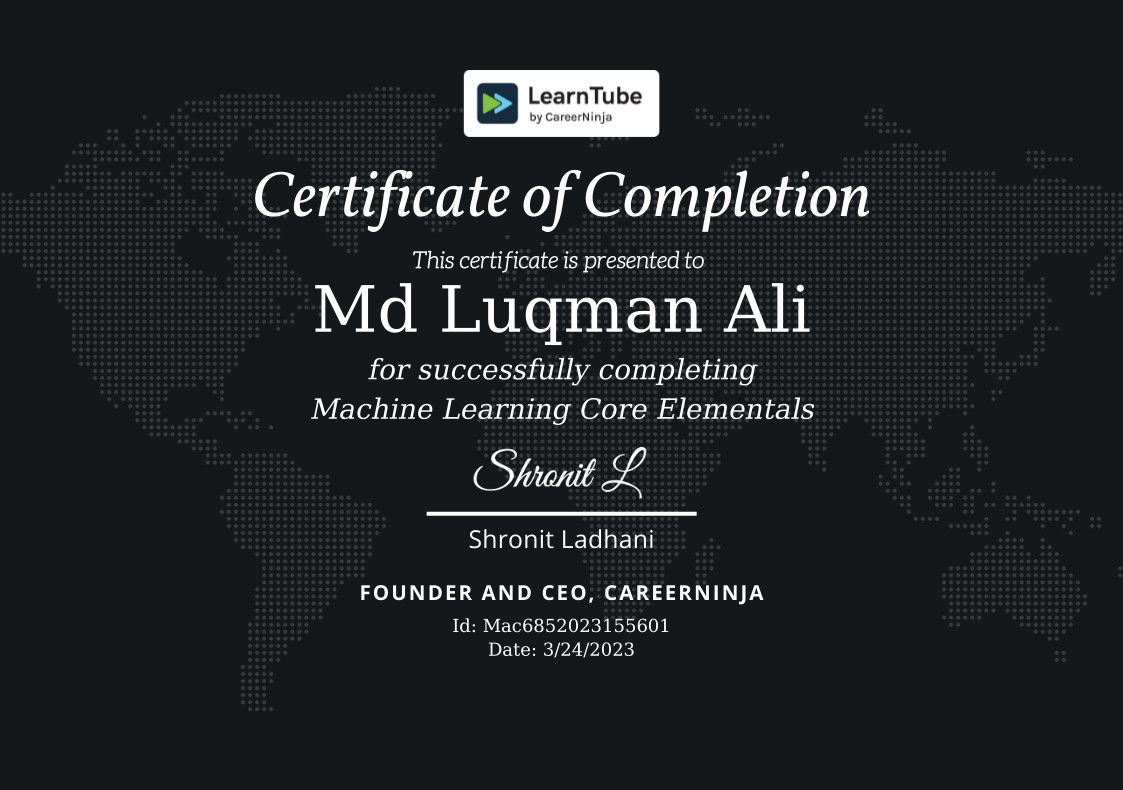 LearnTube
by CareerNinja
Certificate of Completion
This certificate is presented to
Md Luqman Ali
for successfully completing
Machine Learning Core Elementals
Shronit L
Shronit Ladhani
FOUNDER AND CEO, CAREERNINJA
Id: Mac6852023155601
Date: 3/24/2023